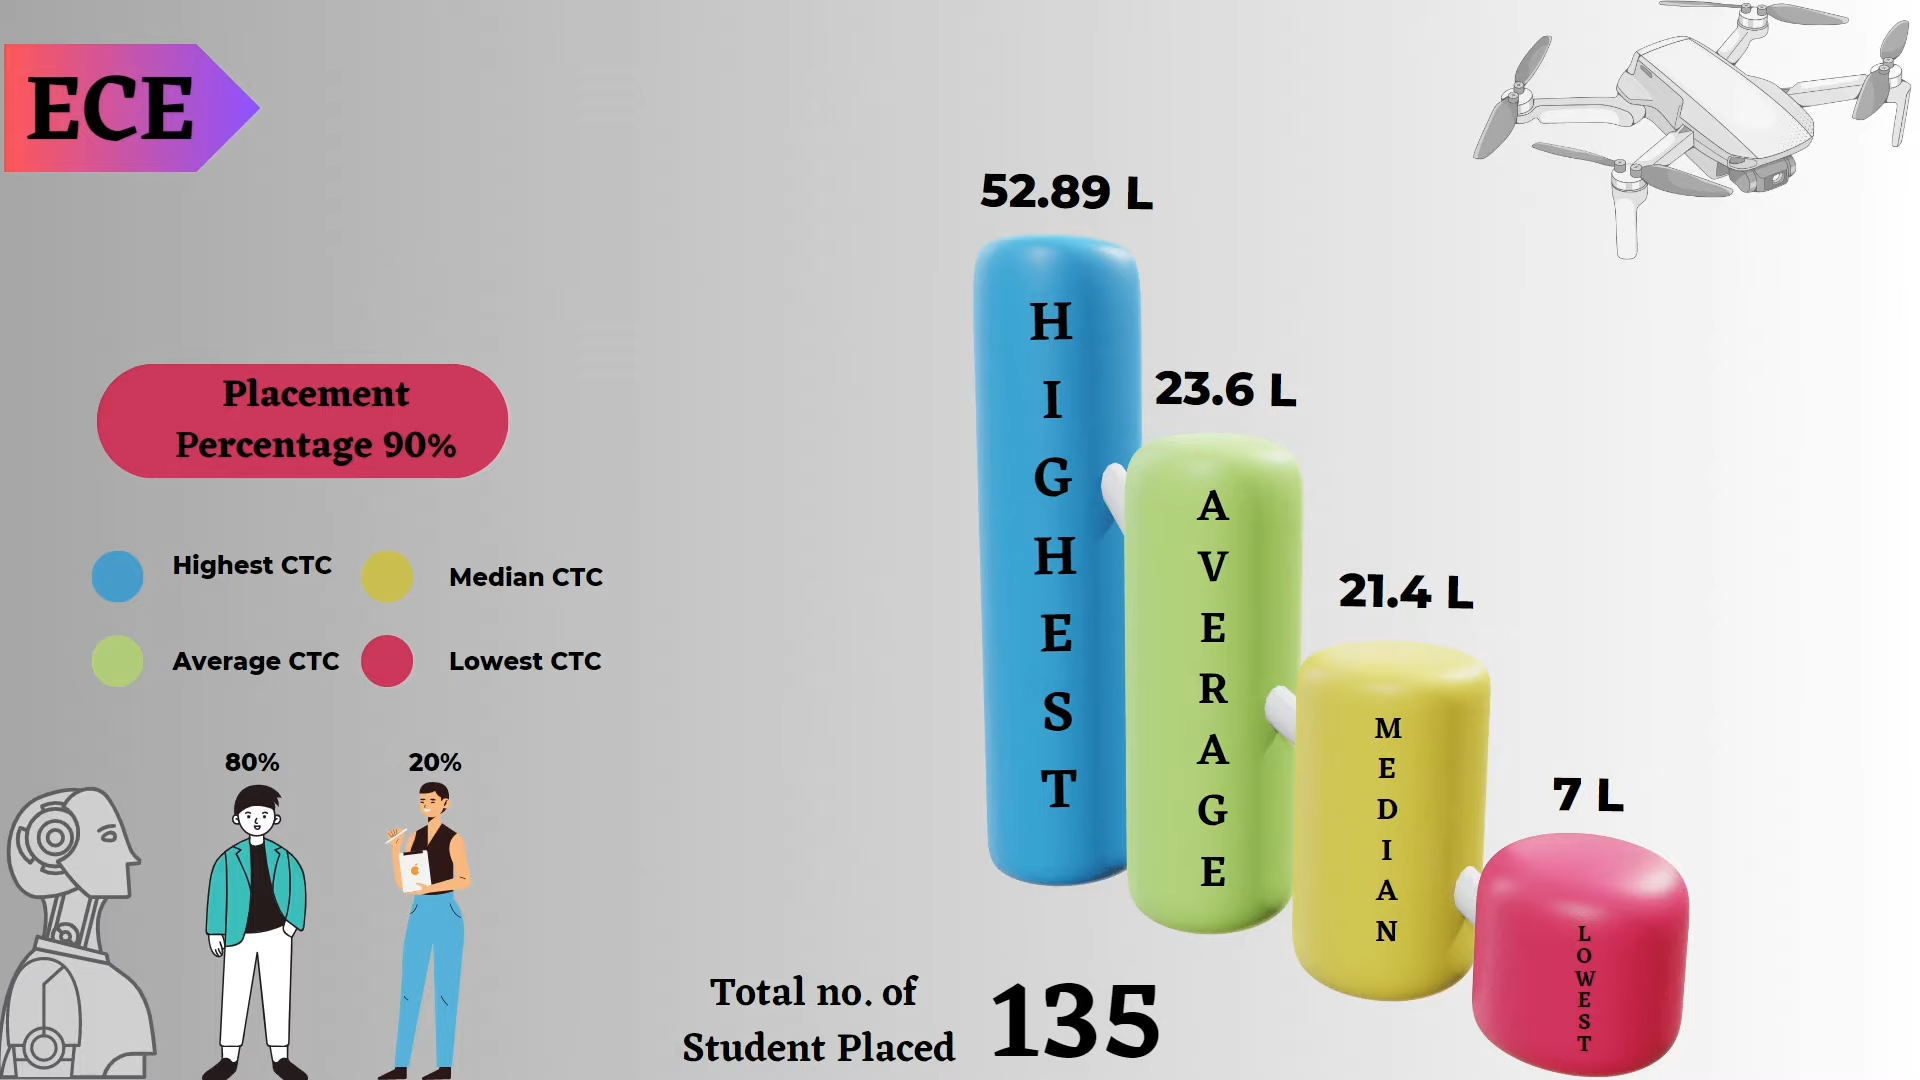 ECE
Placement
Percentage 90%
Highest CTC
Median CTC
Average CTC
Lowest CTC
80%
20%
52.89 L
HIGHEST
23.6 L
AVERAGE
21.4 L
MEDIAN
7 L
LOWEST
Total no. of
Student Placed
135